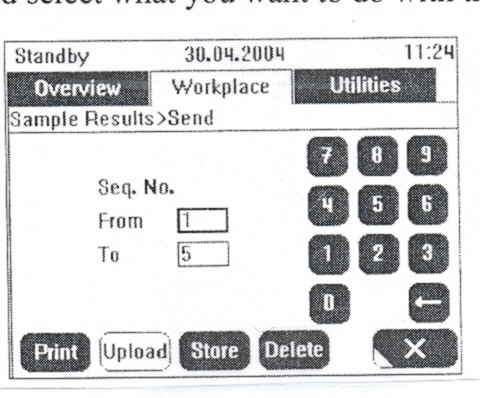 d select what you want to do with
Standby 30.04.2004 11:24
Overview Workplace Utilities
Sample Results>Send
7 8 9
Seq. No.
From 1
4 5 6
To 5
1 2 3
0 ←
Print Upload Store Delete X